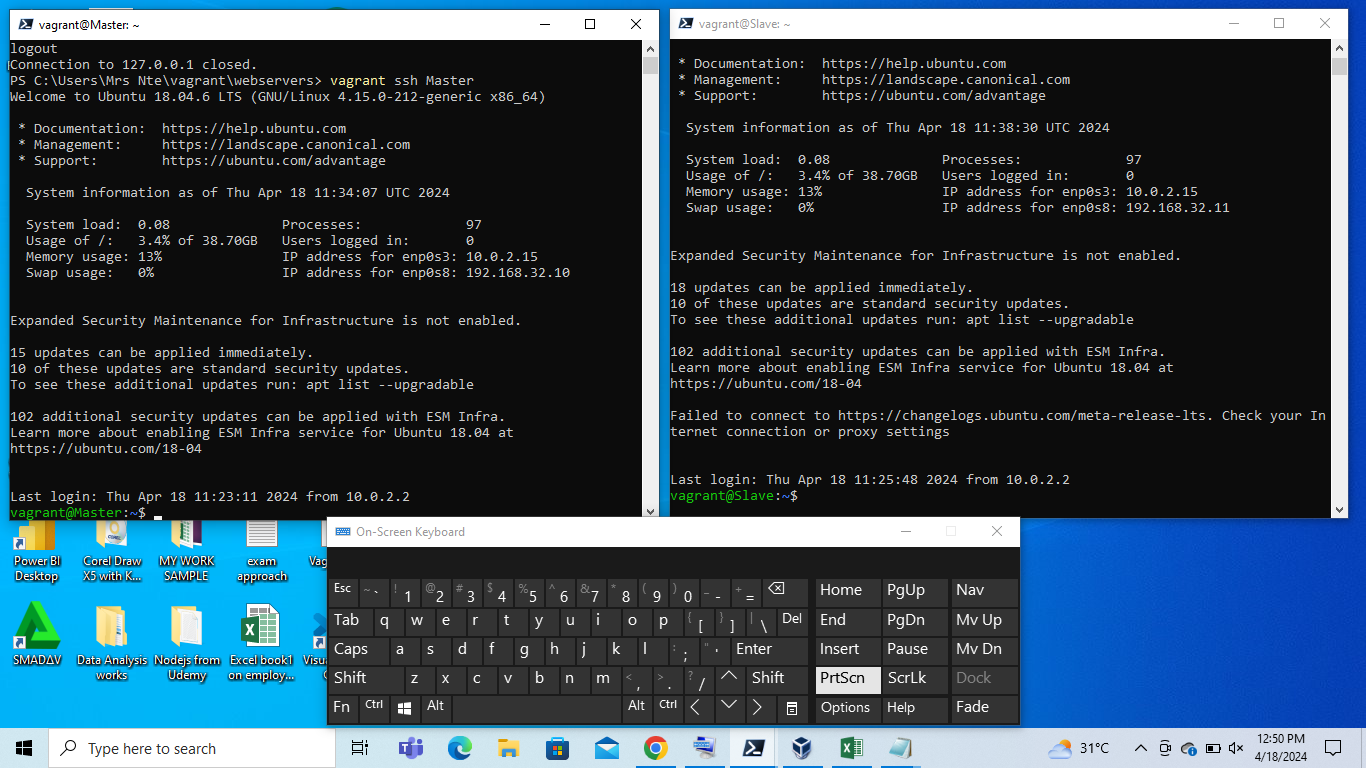 vagrant@Master: ~
logout
Connection to 127.0.0.1 closed.
PS C:\Users\Mrs Nte\vagrant\webservers> vagrant ssh Master
Welcome to Ubuntu 18.04.6 LTS (GNU/Linux 4.15.0-212-generic x86_64)
* Documentation:  https://help.ubuntu.com
* Management:     https://landscape.canonical.com
* Support:        https://ubuntu.com/advantage
System information as of Thu Apr 18 11:34:07 UTC 2024
System load:  0.08              Processes:              97
Usage of /:   3.4% of 38.70GB   Users logged in:        0
Memory usage: 13%               IP address for enp0s3: 10.0.2.15
Swap usage:   0%                IP address for enp0s8: 192.168.32.10
Expanded Security Maintenance for Infrastructure is not enabled.
15 updates can be applied immediately.
10 of these updates are standard security updates.
To see these additional updates run: apt list --upgradable
102 additional security updates can be applied with ESM Infra.
Learn more about enabling ESM Infra service for Ubuntu 18.04 at
https://ubuntu.com/18-04
Last login: Thu Apr 18 11:23:11 2024 from 10.0.2.2
vagrant@Master:~$
vagrant@Slave: ~
* Documentation:  https://help.ubuntu.com
* Management:     https://landscape.canonical.com
* Support:        https://ubuntu.com/advantage
System information as of Thu Apr 18 11:38:30 UTC 2024
System load:  0.08              Processes:              97
Usage of /:   3.4% of 38.70GB   Users logged in:        0
Memory usage: 13%               IP address for enp0s3: 10.0.2.15
Swap usage:   0%                IP address for enp0s8: 192.168.32.11
Expanded Security Maintenance for Infrastructure is not enabled.
18 updates can be applied immediately.
10 of these updates are standard security updates.
To see these additional updates run: apt list --upgradable
102 additional security updates can be applied with ESM Infra.
Learn more about enabling ESM Infra service for Ubuntu 18.04 at
https://ubuntu.com/18-04
Failed to connect to https://changelogs.ubuntu.com/meta-release-lts. Check your In
ternet connection or proxy settings
Last login: Thu Apr 18 11:25:48 2024 from 10.0.2.2
vagrant@Slave:~$
Power BI
Desktop
Corel Draw
X5 with K...
MY WORK
SAMPLE
exam
approach
Vag
SMADΔV
Data Analysis
works
Nodejs from
Udemy
Excel book1
on employ...
Visua
On-Screen Keyboard
Esc ~ ` ! 1 @ 2 # 3 $ 4 % 5 ^ 6 & 7 * 8 ( 9 ) 0 _ - + = Home PgUp Nav
Tab q w e r t y u i o p { [ } ] | \ Del End PgDn Mv Up
Caps a s d f g h j k l : ; " ' Enter Insert Pause Mv Dn
Shift z x c v b n m < , > . ? / Shift PrtScn ScrLk Dock
Fn Ctrl Alt Alt Ctrl Options Help Fade
Type here to search
31°C
12:50 PM
4/18/2024